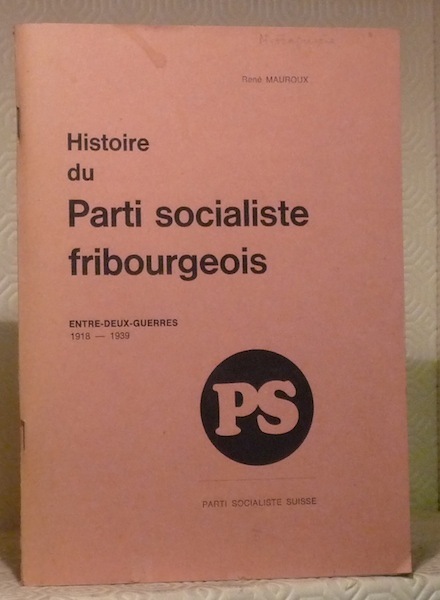 René MAUROUX
Histoire
du
Parti socialiste
fribourgeois
ENTRE-DEUX-GUERRES
1918 — 1939
PS
PARTI SOCIALISTE SUISSE